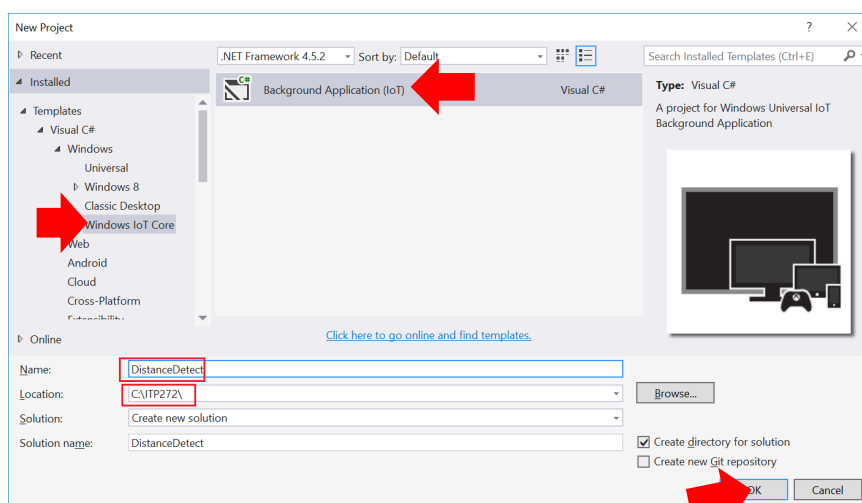 New Project
?
Recent
.NET Framework 4.5.2
Sort by:
Default
Search Installed Templates (Ctrl+E)
Installed
C#
Background Application (IoT)
Visual C#
Type: Visual C#
A project for Windows Universal IoT
Background Application
Templates
Visual C#
Windows
Universal
Windows 8
Classic Desktop
Windows IoT Core
Web
Android
Cloud
Cross-Platform
Extensibility
Online
Click here to go online and find templates.
Name:
DistanceDetect
Location:
C:\ITP272\
Browse...
Solution:
Create new solution
Solution name:
DistanceDetect
Create directory for solution
Create new Git repository
OK
Cancel